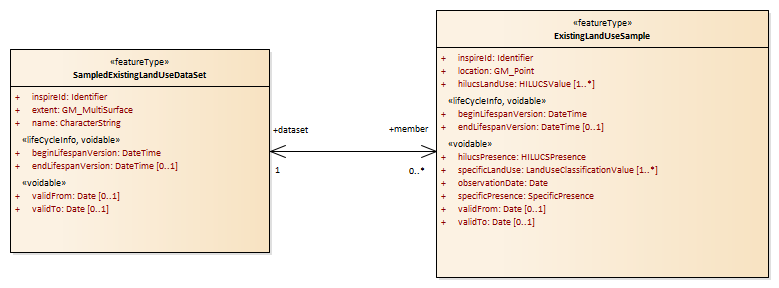 «featureType»
SampledExistingLandUseDataSet
+ inspireId: Identifier
+ extent: GM_MultiSurface
+ name: CharacterString
«lifeCycleInfo, voidable»
+ beginLifespanVersion: DateTime
+ endLifespanVersion: DateTime [0..1]
«voidable»
+ validFrom: Date [0..1]
+ validTo: Date [0..1]
+dataset
1
+member
0..*
«featureType»
ExistingLandUseSample
+ inspireId: Identifier
+ location: GM_Point
+ hilucsLandUse: HILUCSValue [1..*]
«lifeCycleInfo, voidable»
+ beginLifespanVersion: DateTime
+ endLifespanVersion: DateTime [0..1]
«voidable»
+ hilucsPresence: HILUCSPresence
+ specificLandUse: LandUseClassificationValue [1..*]
+ observationDate: Date
+ specificPresence: SpecificPresence
+ validFrom: Date [0..1]
+ validTo: Date [0..1]